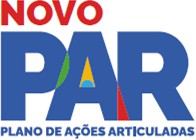 NOVO
PAR
PLANO DE AÇÕES ARTICULADAS